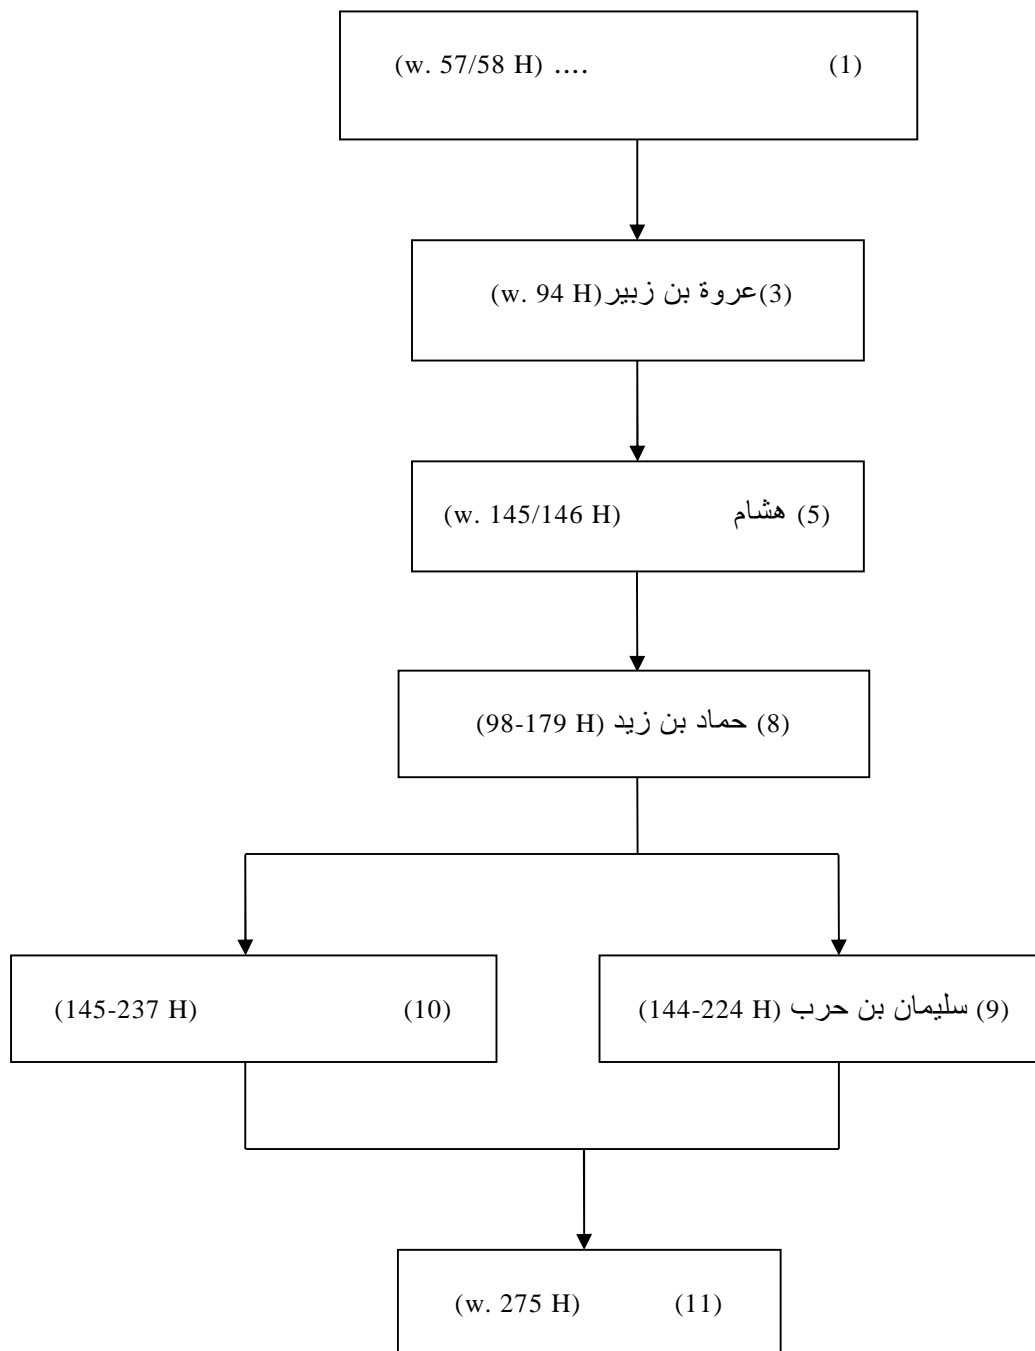 (w. 57/58 H) .... (1)
(3)عروة بن زبير(w. 94 H)
(5) هشام (w. 145/146 H)
(8) حماد بن زيد (98-179 H)
(145-237 H) (10)
(9) سليمان بن حرب (144-224 H)
(w. 275 H) (11)